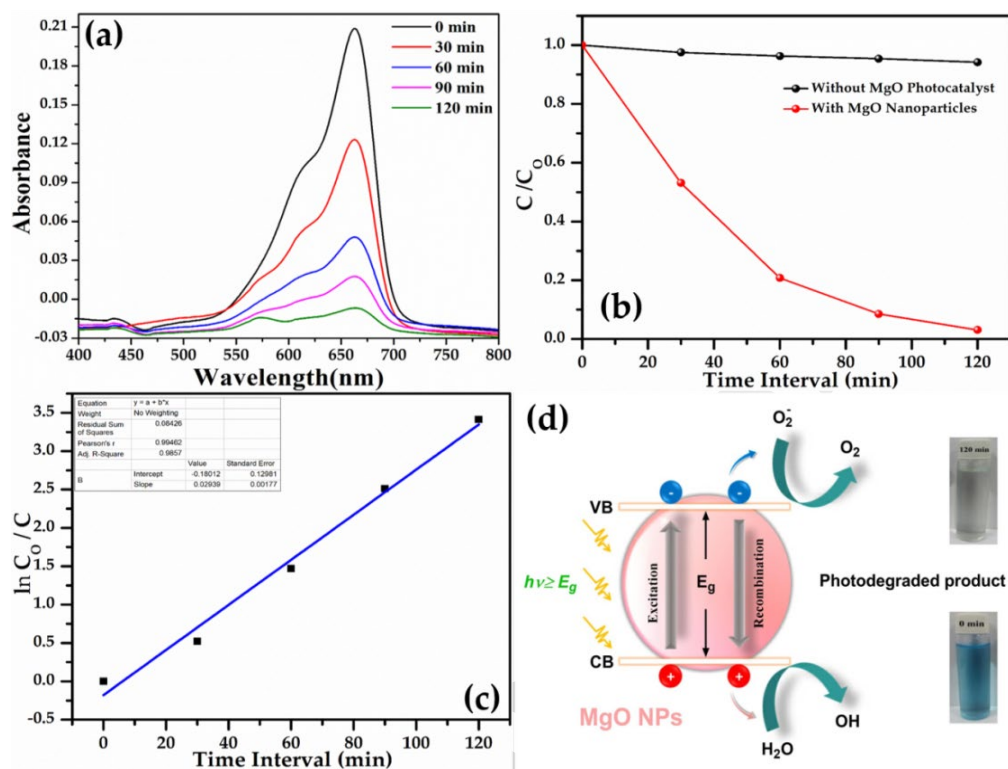 (a)
0 min
30 min
60 min
90 min
120 min
0.21
0.18
0.15
0.12
0.09
0.06
0.03
0.00
-0.03
Absorbance
400 450 500 550 600 650 700 750 800
Wavelength(nm)
1.0
0.8
0.6
0.4
0.2
0.0
C /C_O
Without MgO Photocatalyst
With MgO Nanoparticles
(b)
0 20 40 60 80 100 120
Time Interval (min)
Equation y = a + b*x
Weight No Weighting
Residual Sum
of Squares 0.08426
Pearson's r 0.99462
Adj. R-Square 0.9857
Value Standard Error
B Intercept -0.18012 0.12981
Slope 0.02939 0.00177
3.5
3.0
2.5
2.0
1.5
1.0
0.5
0.0
-0.5
ln C_O / C
(c)
0 20 40 60 80 100 120
Time Interval (min)
(d)
O₂⁻
O₂
120 min
VB
- -
hν ≥ E_g
Excitation
E_g
Recombination
Photodegraded product
0 min
CB
+ +
MgO NPs
OH
H₂O